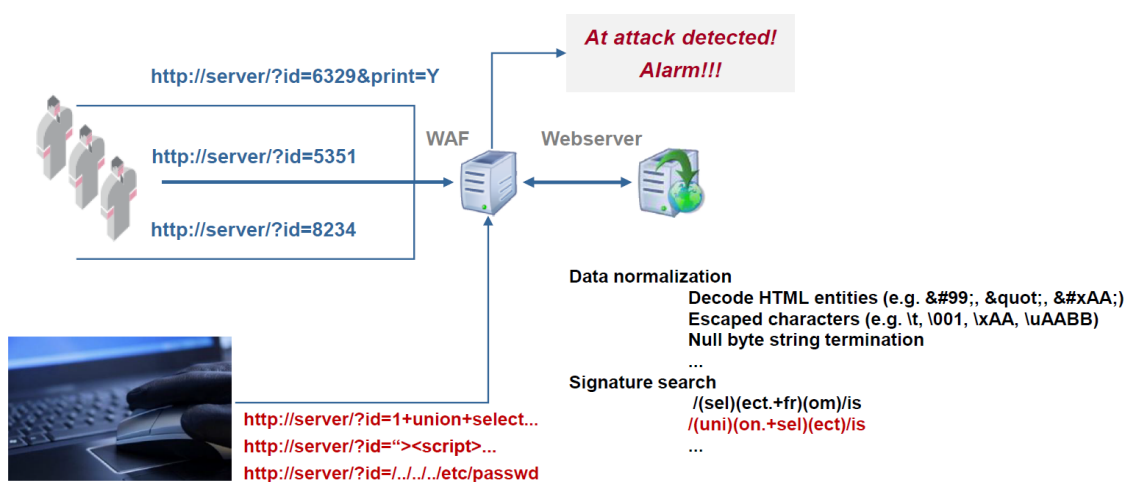 At attack detected!
Alarm!!!
http://server/?id=6329&print=Y
WAF
Webserver
http://server/?id=5351
http://server/?id=8234
Data normalization
Decode HTML entities (e.g. &#99;, &quot;, &#xAA;)
Escaped characters (e.g. \t, \001, \xAA, \uAABB)
Null byte string termination
...
Signature search
/(sel)(ect.+fr)(om)/is
/(uni)(on.+sel)(ect)/is
...
http://server/?id=1+union+select...
http://server/?id=“><script>...
http://server/?id=/../../../etc/passwd